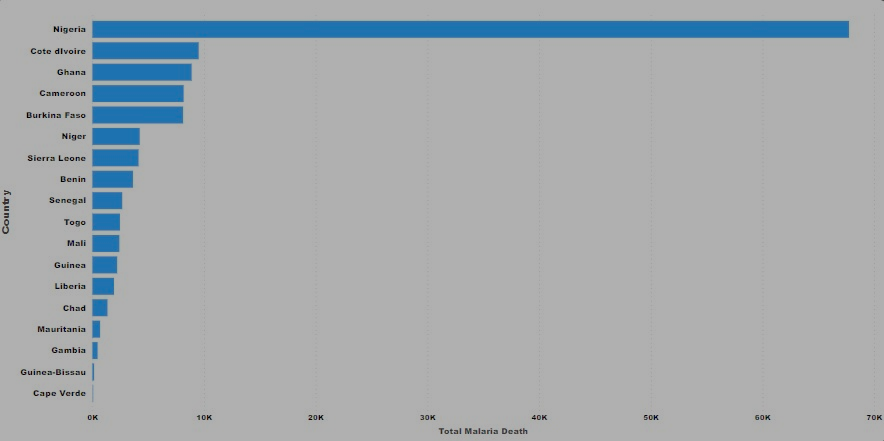 Nigeria
Cote dIvoire
Ghana
Cameroon
Burkina Faso
Niger
Sierra Leone
Benin
Senegal
Togo
Mali
Guinea
Liberia
Chad
Mauritania
Gambia
Guinea-Bissau
Cape Verde
Country
0K 10K 20K 30K 40K 50K 60K 70K
Total Malaria Death